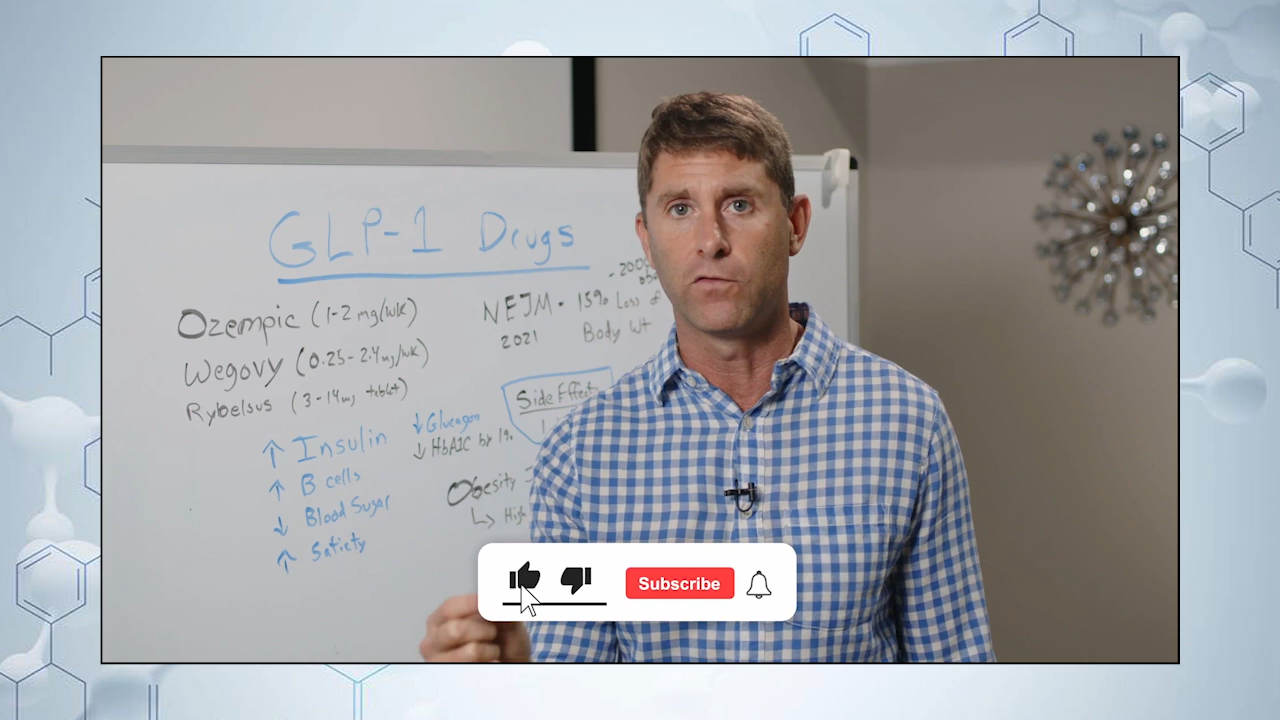 GLP-1 Drugs
Ozempic (1-2 mg/wk)
Wegovy (0.25-2.4mg/wk)
Rybelsus (3-14mg tablet)
↑ Insulin
↑ B cells
↓ Blood Sugar
↑ Satiety
↓ Glucagon
↓ HbA1C by 1%
NEJM - 15% Loss of
2021 Body Wt
Side Effects
Obesity
↳ High
Subscribe